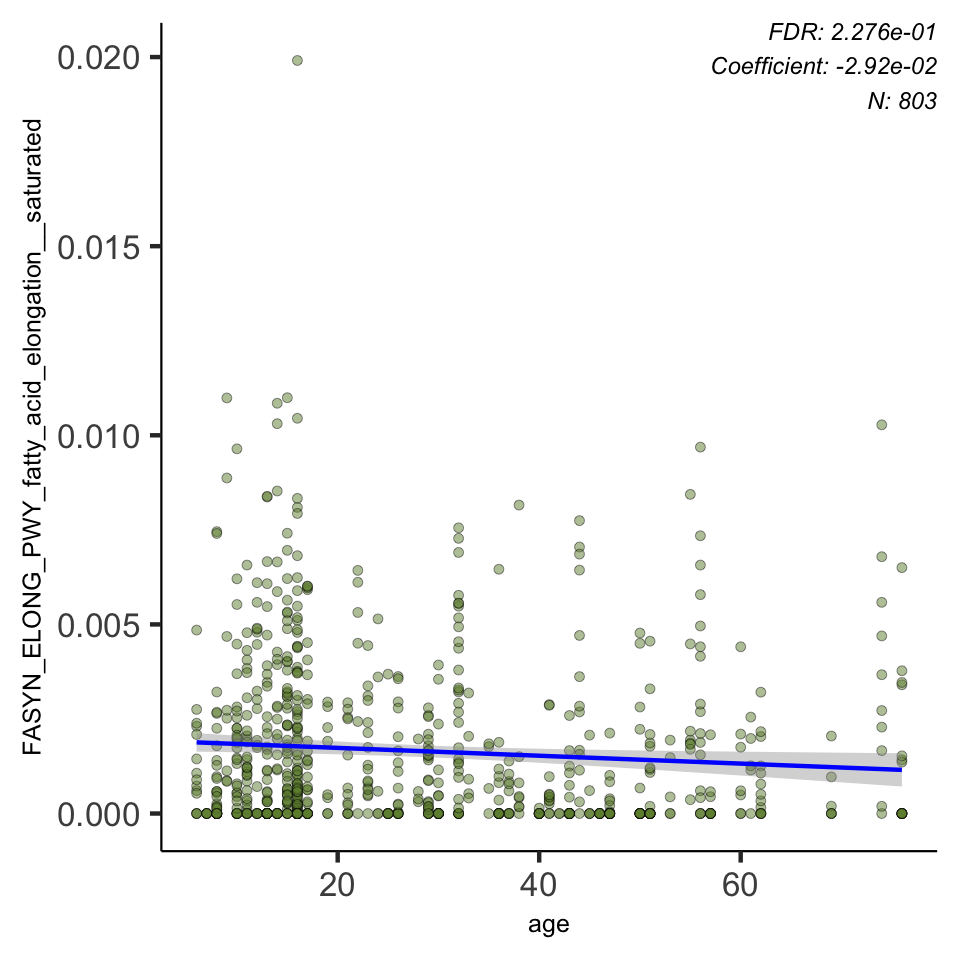 FDR: 2.276e-01
Coefficient: -2.92e-02
N: 803
FASYN_ELONG_PWY_fatty_acid_elongation__saturated
0.020
0.015
0.010
0.005
0.000
20 40 60
age